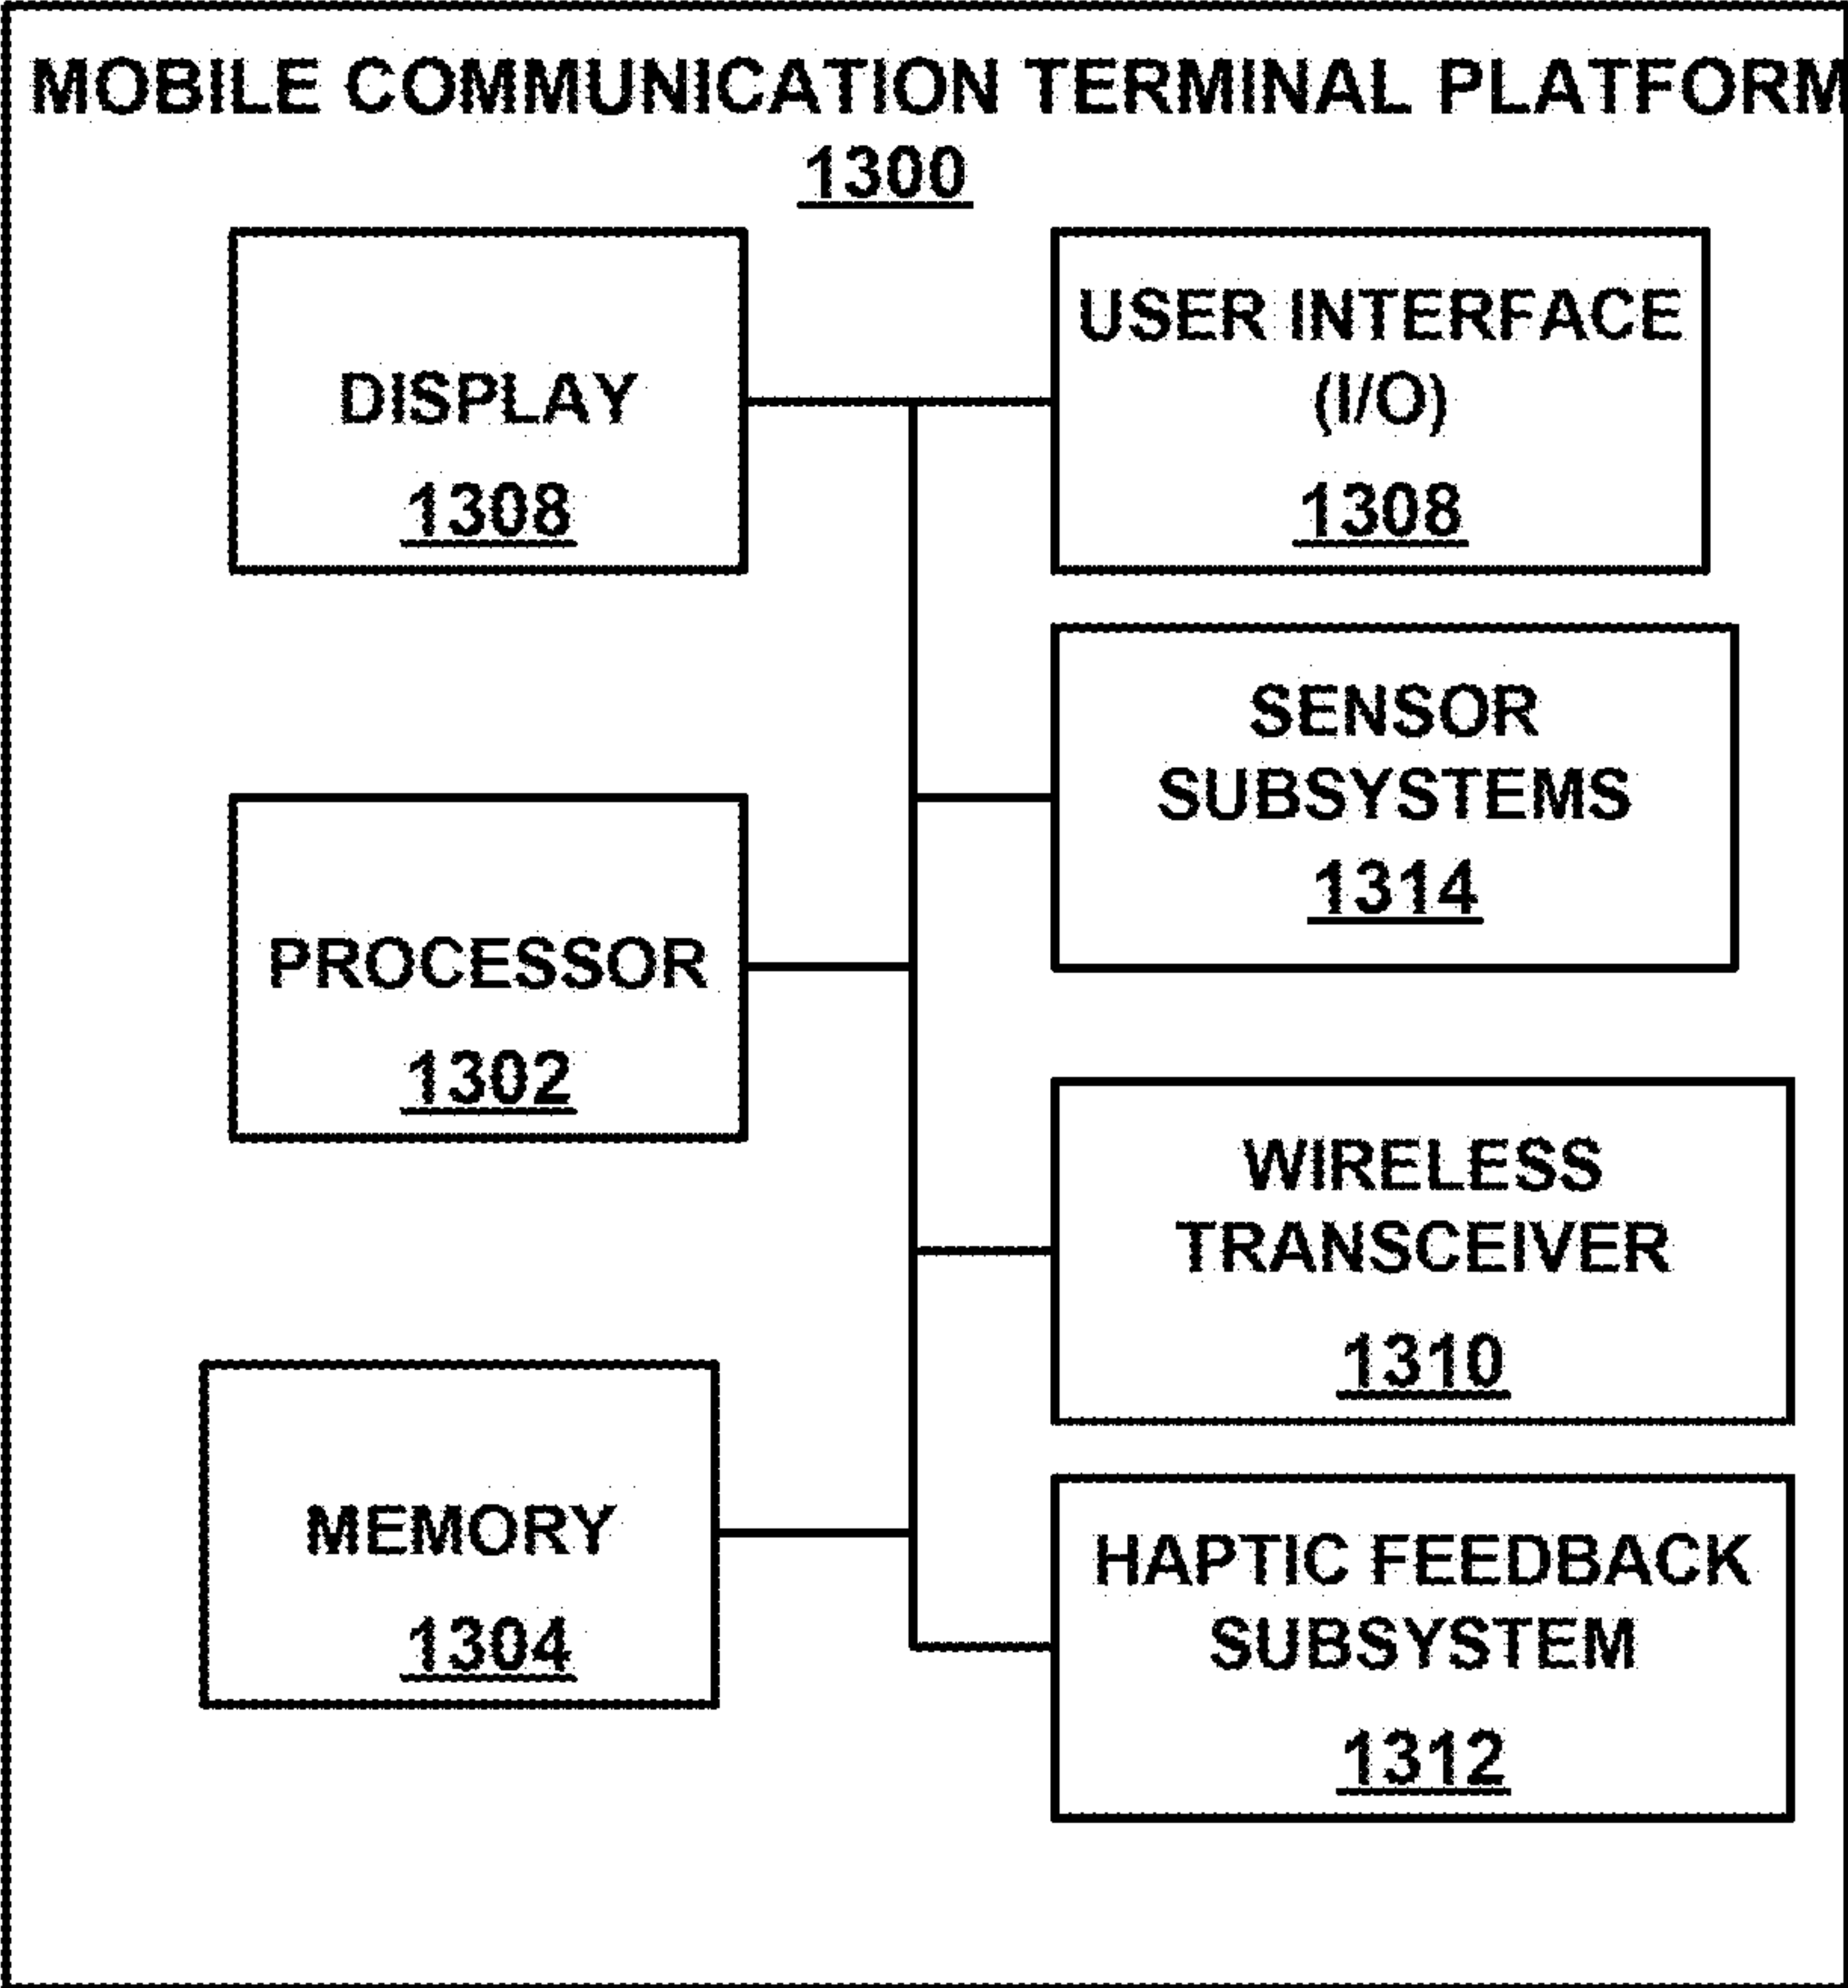 MOBILE COMMUNICATION TERMINAL PLATFORM
1300
DISPLAY
1308
USER INTERFACE
(I/O)
1308
SENSOR
SUBSYSTEMS
1314
PROCESSOR
1302
WIRELESS
TRANSCEIVER
1310
MEMORY
1304
HAPTIC FEEDBACK
SUBSYSTEM
1312